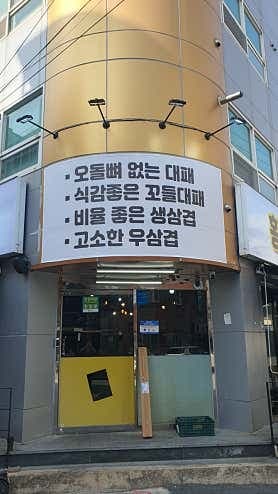 · 오돌뼈 없는 대패
· 식감좋은 꼬들대패
· 비율 좋은 생삼겹
· 고소한 우삼겹